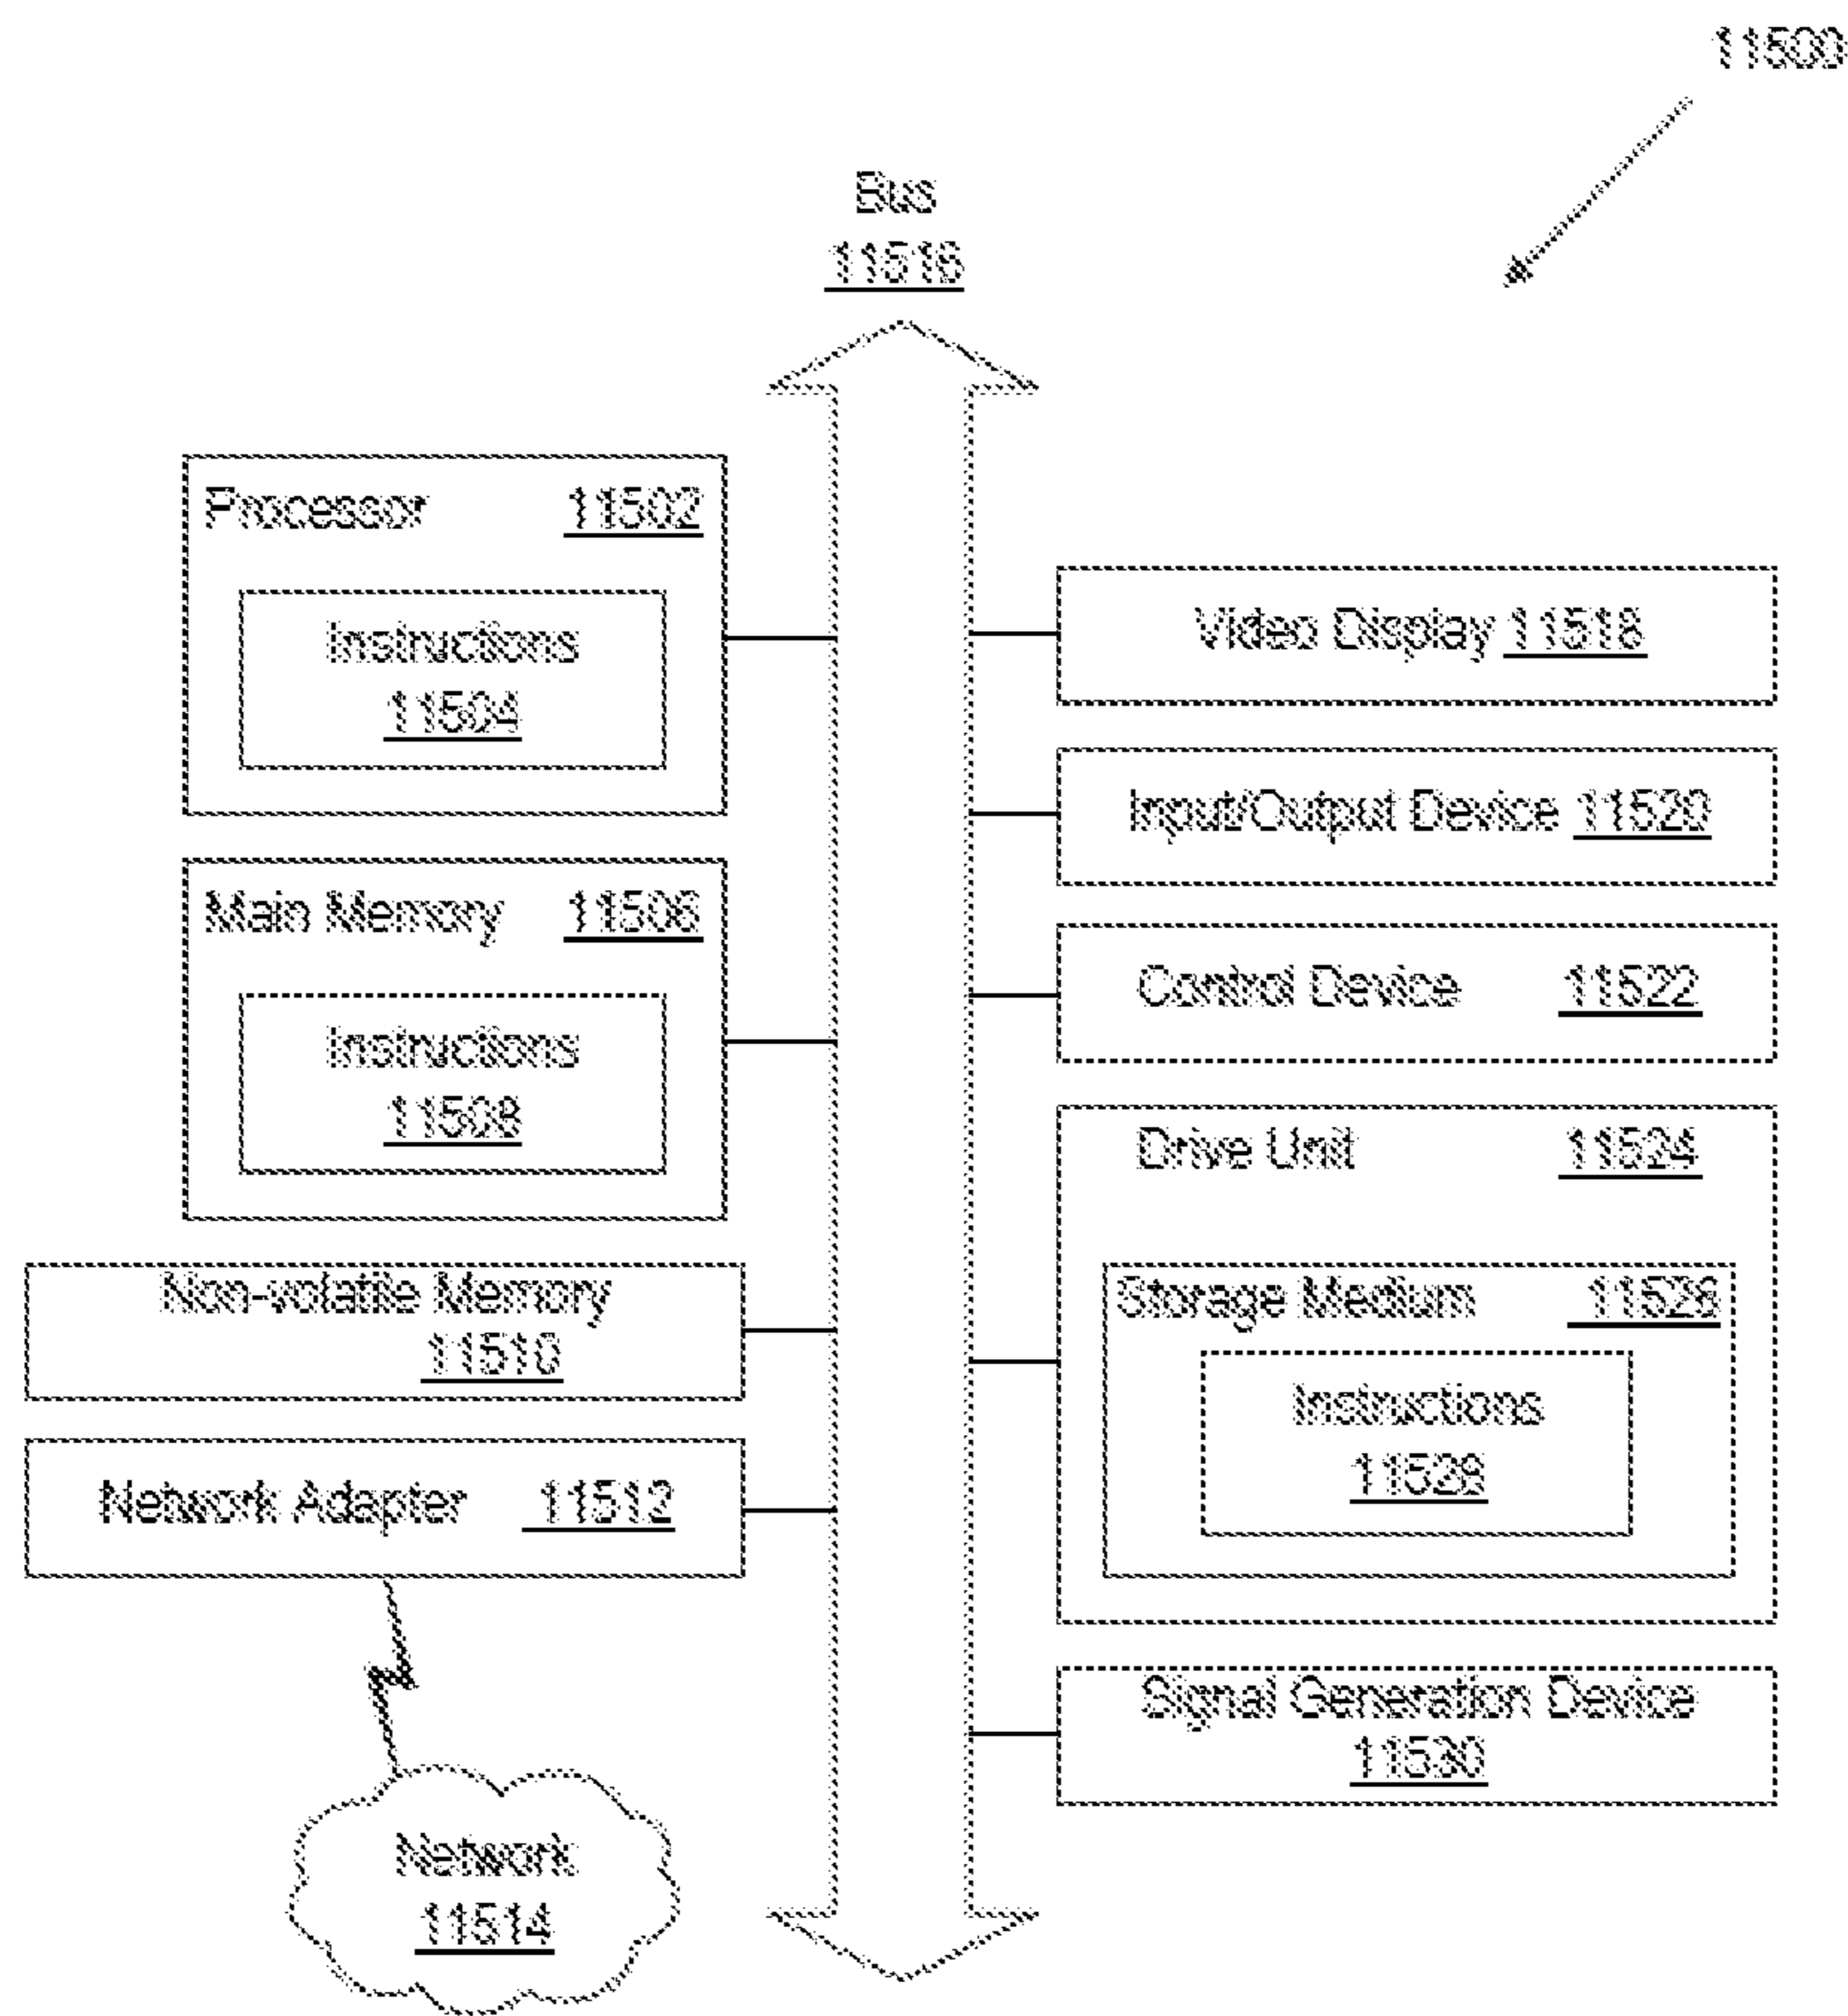 11500
Bus
11516
Processor 11502
Instructions
11504
Main Memory 11506
Instructions
11508
Non-volatile Memory
11510
Network Adapter 11512
Network
11514
Video Display 11518
Input/Output Device 11520
Control Device 11522
Drive Unit 11524
Storage Medium 11526
Instructions
11528
Signal Generation Device
11530